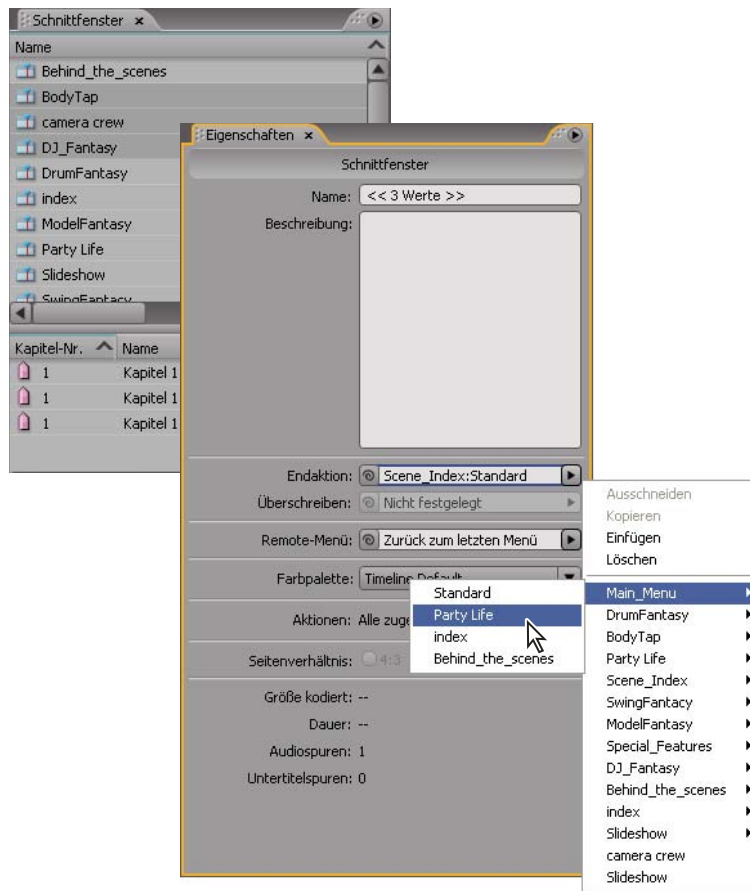 Schnittfenster ×
Name
Behind_the_scenes
BodyTap
camera crew
DJ_Fantasy
DrumFantasy
index
ModelFantasy
Party Life
Slideshow
SwingFantacy
Kapitel-Nr. Name
1 Kapitel 1
1 Kapitel 1
1 Kapitel 1
Eigenschaften ×
Schnittfenster
Name: << 3 Werte >>
Beschreibung:
Endaktion: Scene_Index:Standard
Überschreiben: Nicht festgelegt
Remote-Menü: Zurück zum letzten Menü
Farbpalette: Timeline Default
Aktionen: Alle zuge
Seitenverhältnis: 4:3
Größe kodiert: --
Dauer: --
Audiospuren: 1
Untertitelspuren: 0
Standard
Party Life
index
Behind_the_scenes
Ausschneiden
Kopieren
Einfügen
Löschen
Main_Menu
DrumFantasy
BodyTap
Party Life
Scene_Index
SwingFantacy
ModelFantasy
Special_Features
DJ_Fantasy
Behind_the_scenes
index
Slideshow
camera crew
Slideshow